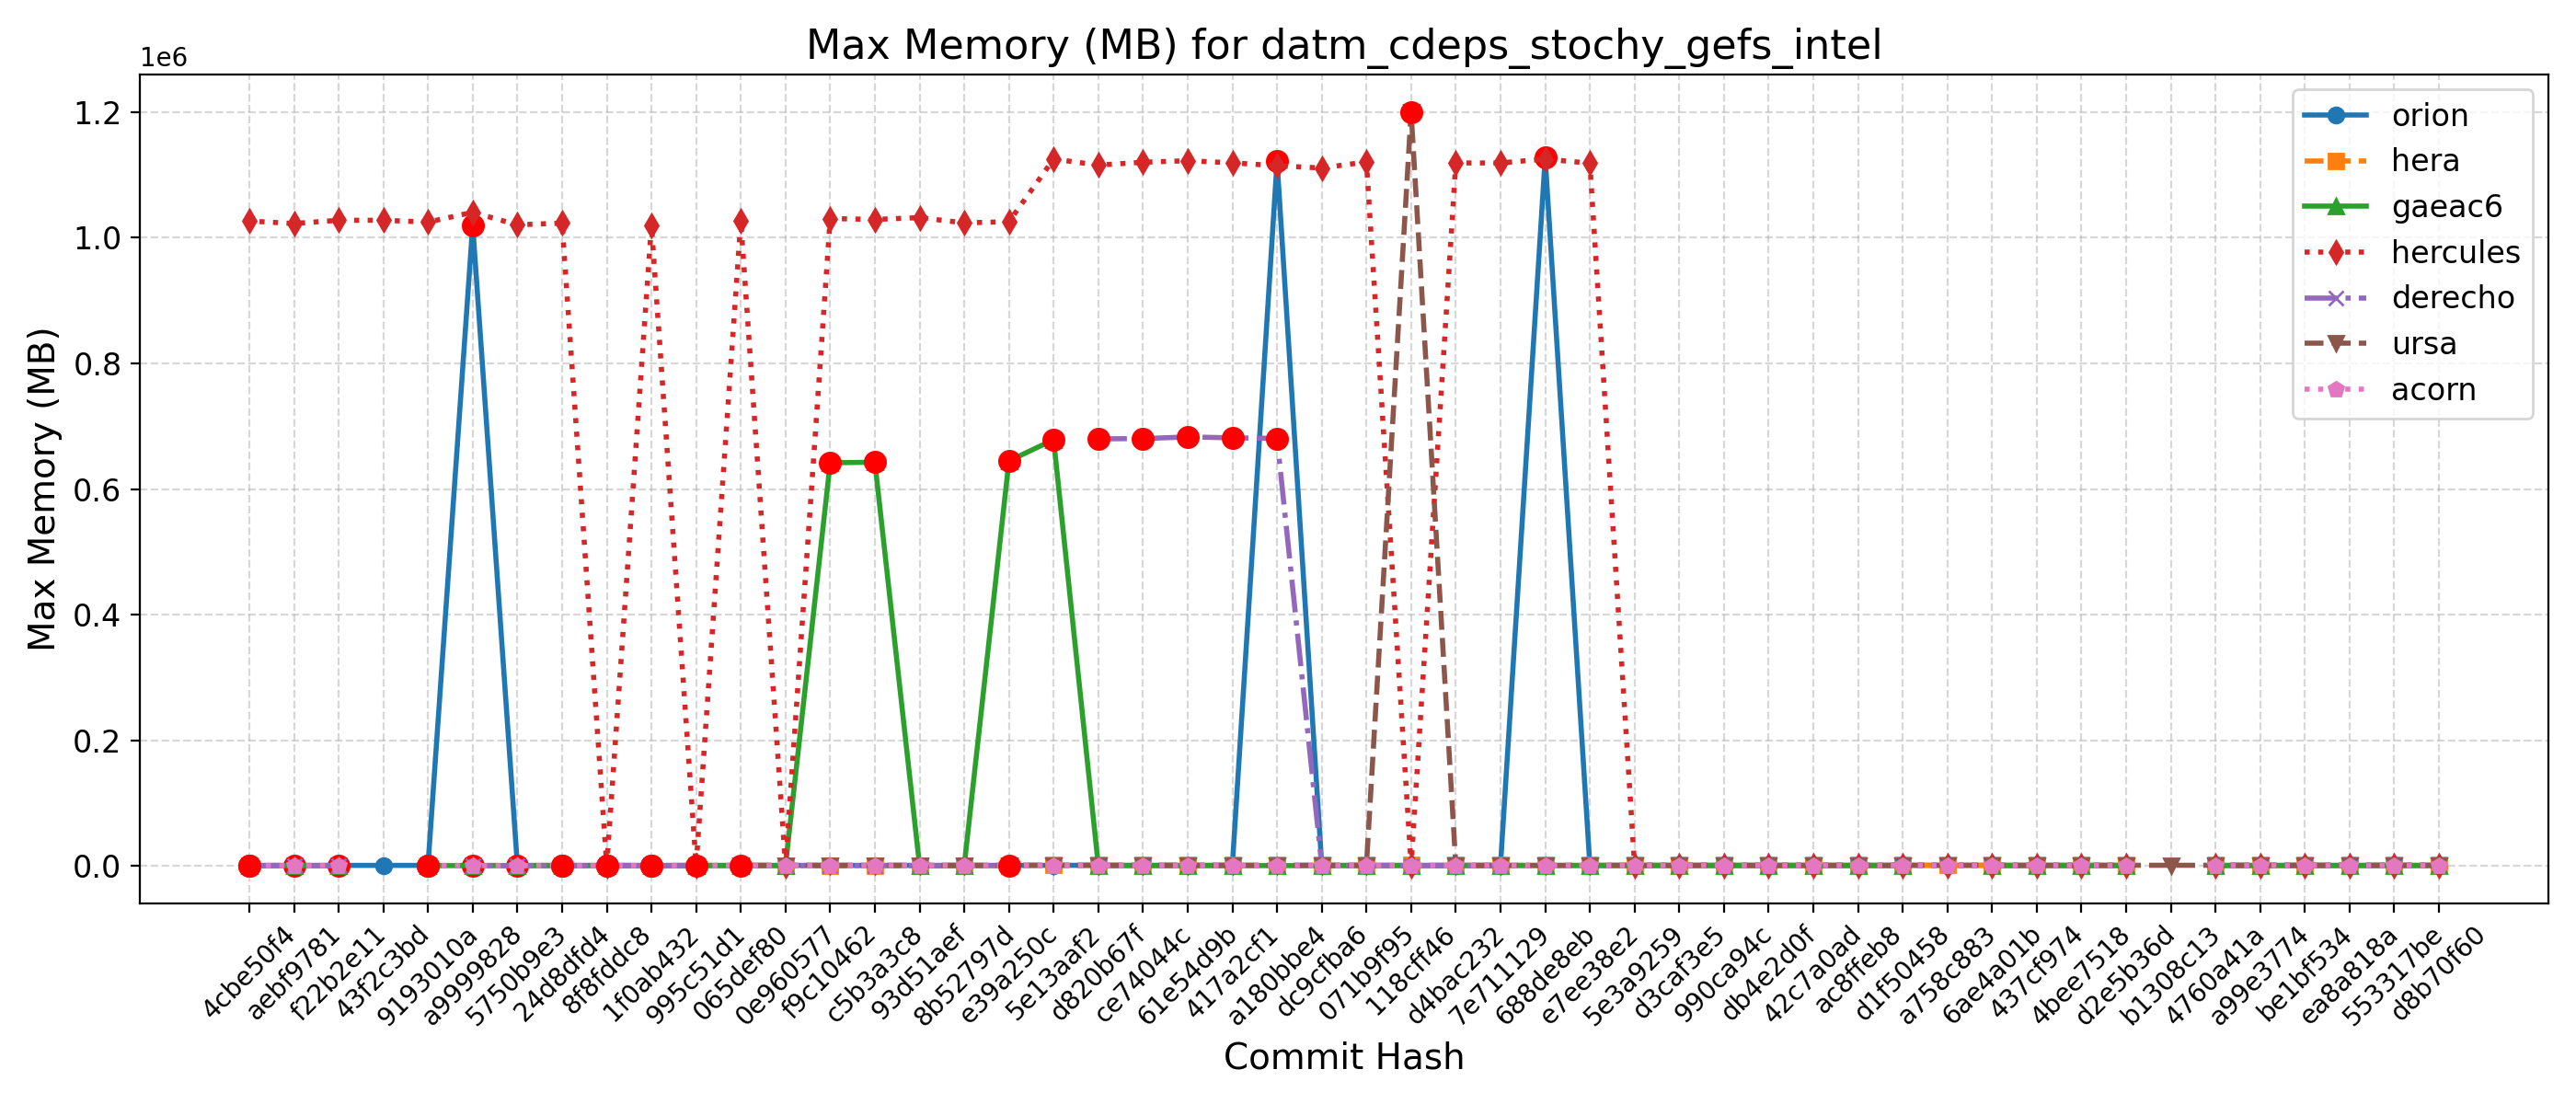 Max Memory (MB) for datm_cdeps_stochy_gefs_intel
1e6
1.2
1.0
0.8
0.6
0.4
0.2
0.0
Max Memory (MB)
orion
hera
gaeac6
hercules
derecho
ursa
acorn
4cbe50f4
aebf9781
f22b2e11
43f2c3bd
9193010a
a9999828
5750b9e3
24d8dfd4
8f8fddc8
1f0ab432
995c51d1
065def80
0e960577
f9c10462
c5b3a3c8
93d51aef
8b52797d
e39a250c
5e13aaf2
d820b67f
ce74044c
61e54d9b
417a2cf1
a180bbe4
dc9cfba6
071b9f95
118cff46
d4bac232
7e711129
688de8eb
e7ee38e2
5e3a9259
d3caf3e5
990ca94c
db4e2d0f
42c7a0ad
ac8ffeb8
d1f50458
a758c883
6ae4a01b
437cf974
4bee7518
d2e5b36d
b1308c13
4760a41a
a99e3774
be1bf534
ea8a818a
553317be
d8b70f60
Commit Hash